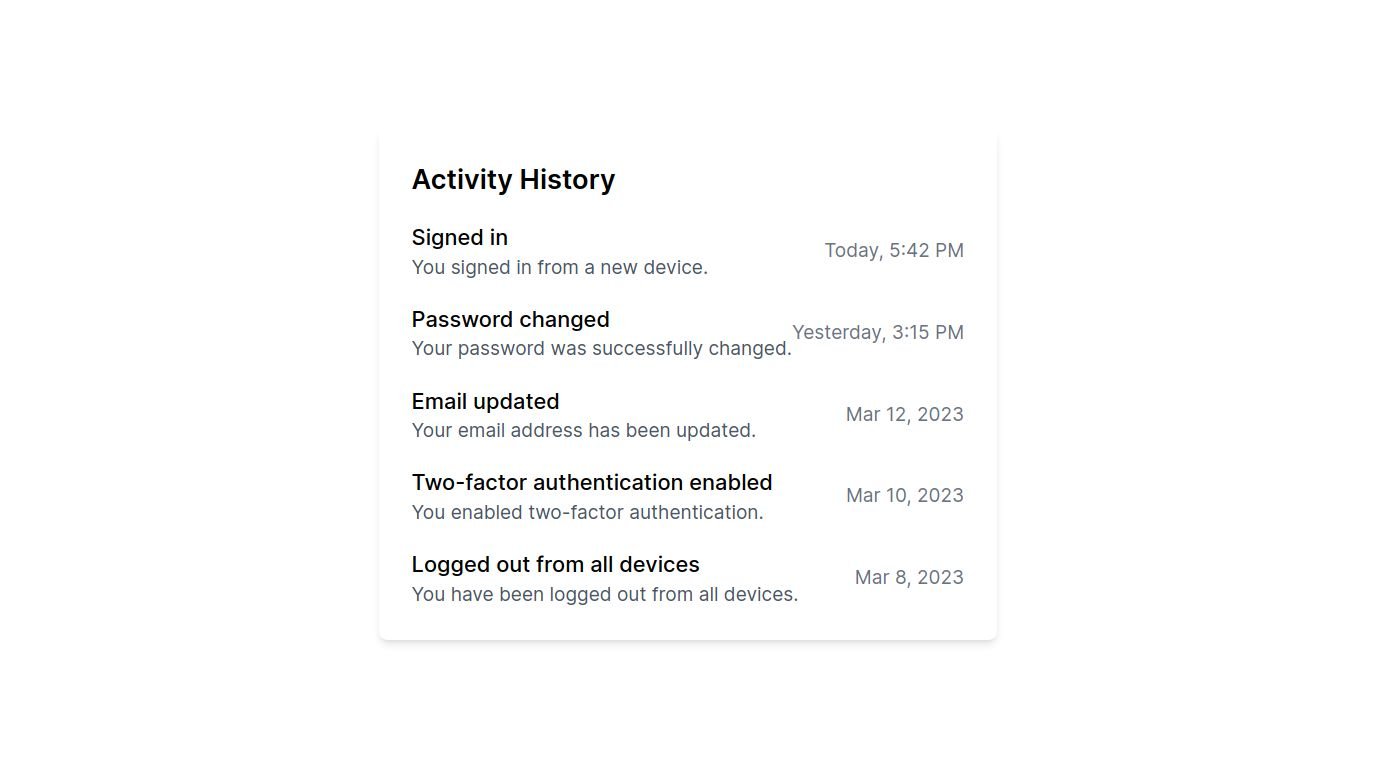 Activity History
Signed in
You signed in from a new device.
Today, 5:42 PM
Password changed
Your password was successfully changed.
Yesterday, 3:15 PM
Email updated
Your email address has been updated.
Mar 12, 2023
Two-factor authentication enabled
You enabled two-factor authentication.
Mar 10, 2023
Logged out from all devices
You have been logged out from all devices.
Mar 8, 2023